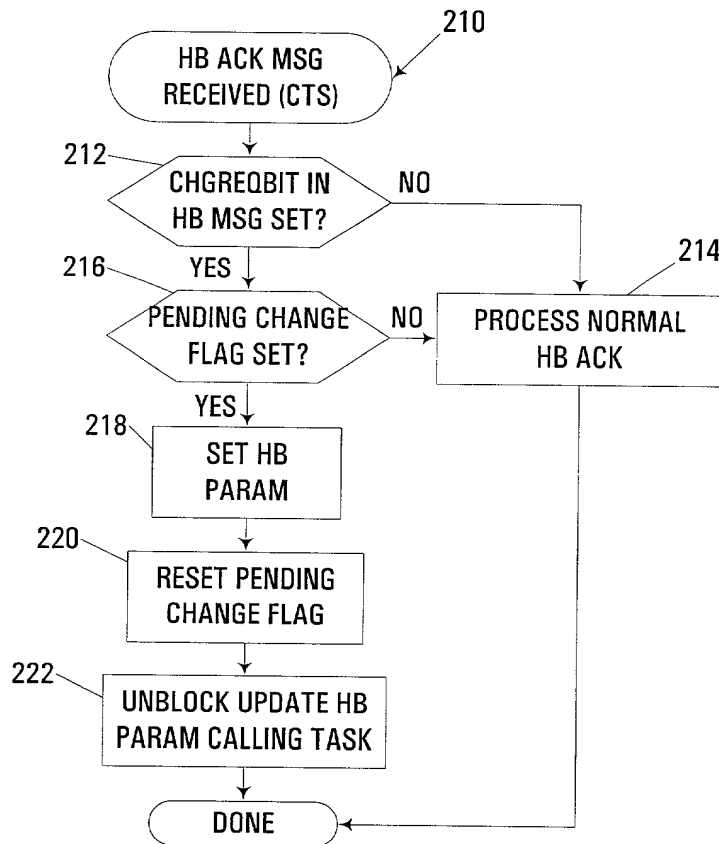 210
HB ACK MSG
RECEIVED (CTS)
212
CHGREQBIT IN
HB MSG SET?
NO
YES
216
PENDING CHANGE
FLAG SET?
NO
214
PROCESS NORMAL
HB ACK
YES
218
SET HB
PARAM
220
RESET PENDING
CHANGE FLAG
222
UNBLOCK UPDATE HB
PARAM CALLING TASK
DONE